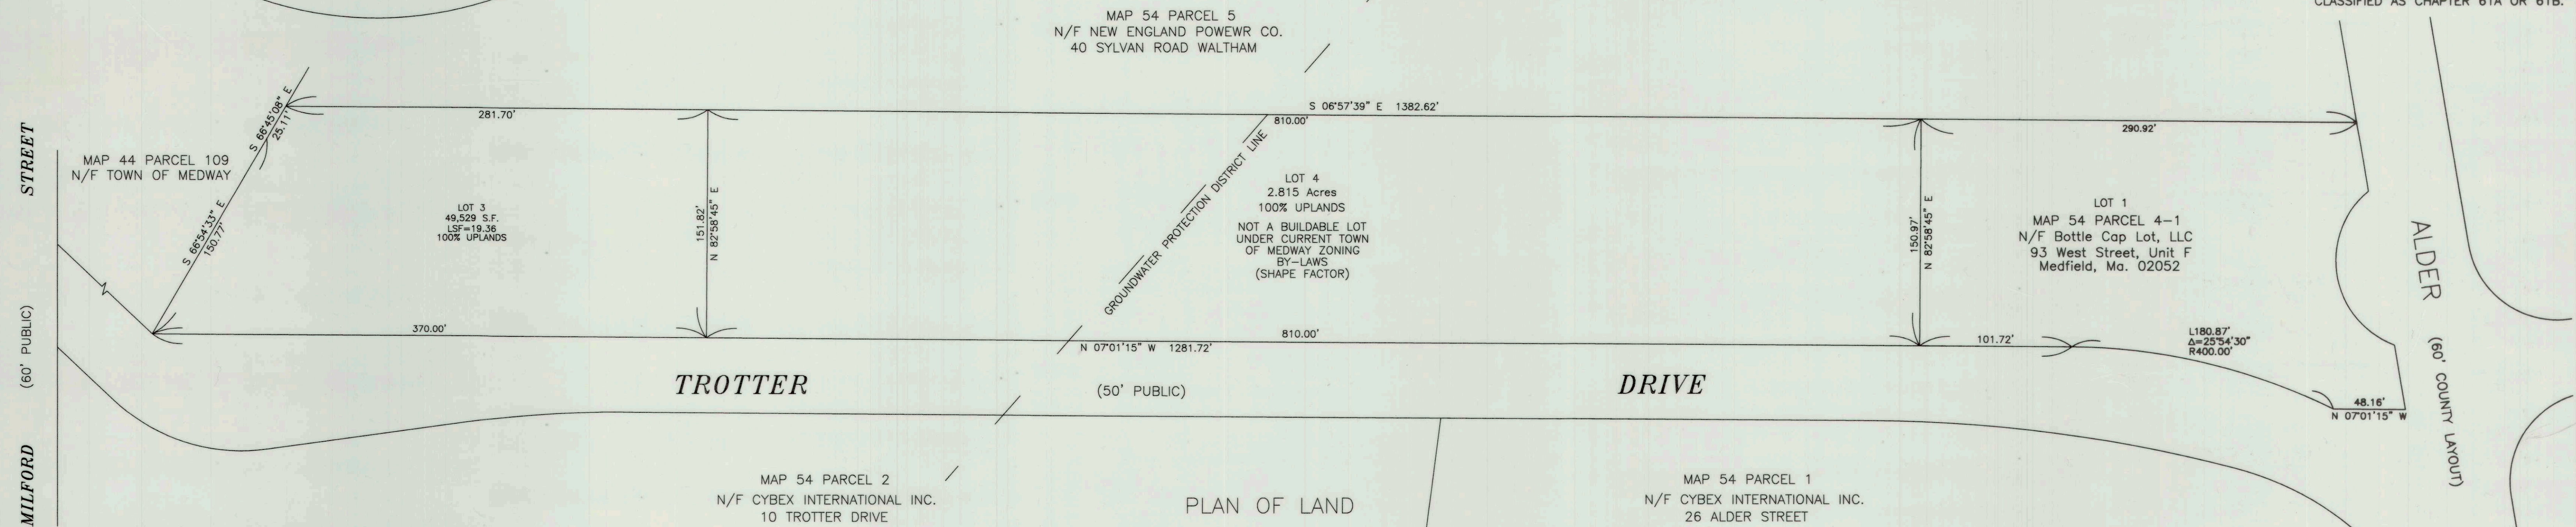 CLASSIFIED AS CHAPTER 61A OR 61B.
MAP 54 PARCEL 5
N/F NEW ENGLAND POWEWR CO.
40 SYLVAN ROAD WALTHAM
S 06°57'39" E 1382.62'
281.70'
810.00'
290.92'
S 66°45'08" E
25.11'
MAP 44 PARCEL 109
N/F TOWN OF MEDWAY
S 66°54'33" E
150.77'
LOT 3
49,529 S.F.
LSF=19.36
100% UPLANDS
151.82'
N 82°58'45" E
GROUNDWATER PROTECTION DISTRICT LINE
LOT 4
2.815 Acres
100% UPLANDS
NOT A BUILDABLE LOT
UNDER CURRENT TOWN
OF MEDWAY ZONING
BY-LAWS
(SHAPE FACTOR)
150.97'
N 82°58'45" E
LOT 1
MAP 54 PARCEL 4-1
N/F Bottle Cap Lot, LLC
93 West Street, Unit F
Medfield, Ma. 02052
ALDER
(60' COUNTY LAYOUT)
370.00'
810.00'
N 07°01'15" W 1281.72'
101.72'
L180.87'
Δ=25°54'30"
R400.00'
48.16'
N 07°01'15" W
TROTTER
(50' PUBLIC)
DRIVE
MILFORD
(60' PUBLIC)
STREET
MAP 54 PARCEL 2
N/F CYBEX INTERNATIONAL INC.
10 TROTTER DRIVE
PLAN OF LAND
MAP 54 PARCEL 1
N/F CYBEX INTERNATIONAL INC.
26 ALDER STREET